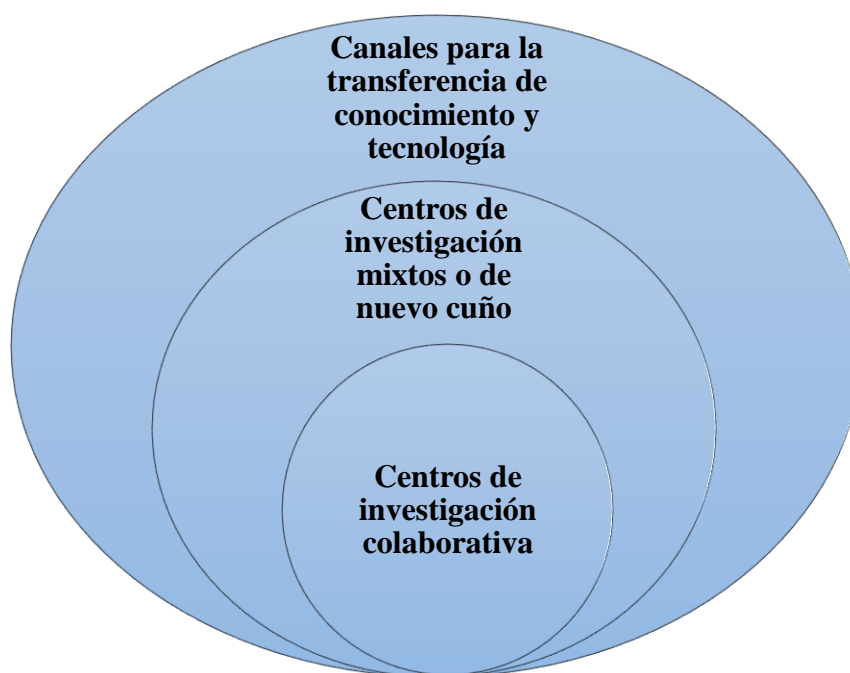 Canales para la
transferencia de
conocimiento y
tecnología
Centros de
investigación
mixtos o de
nuevo cuño
Centros de
investigación
colaborativa